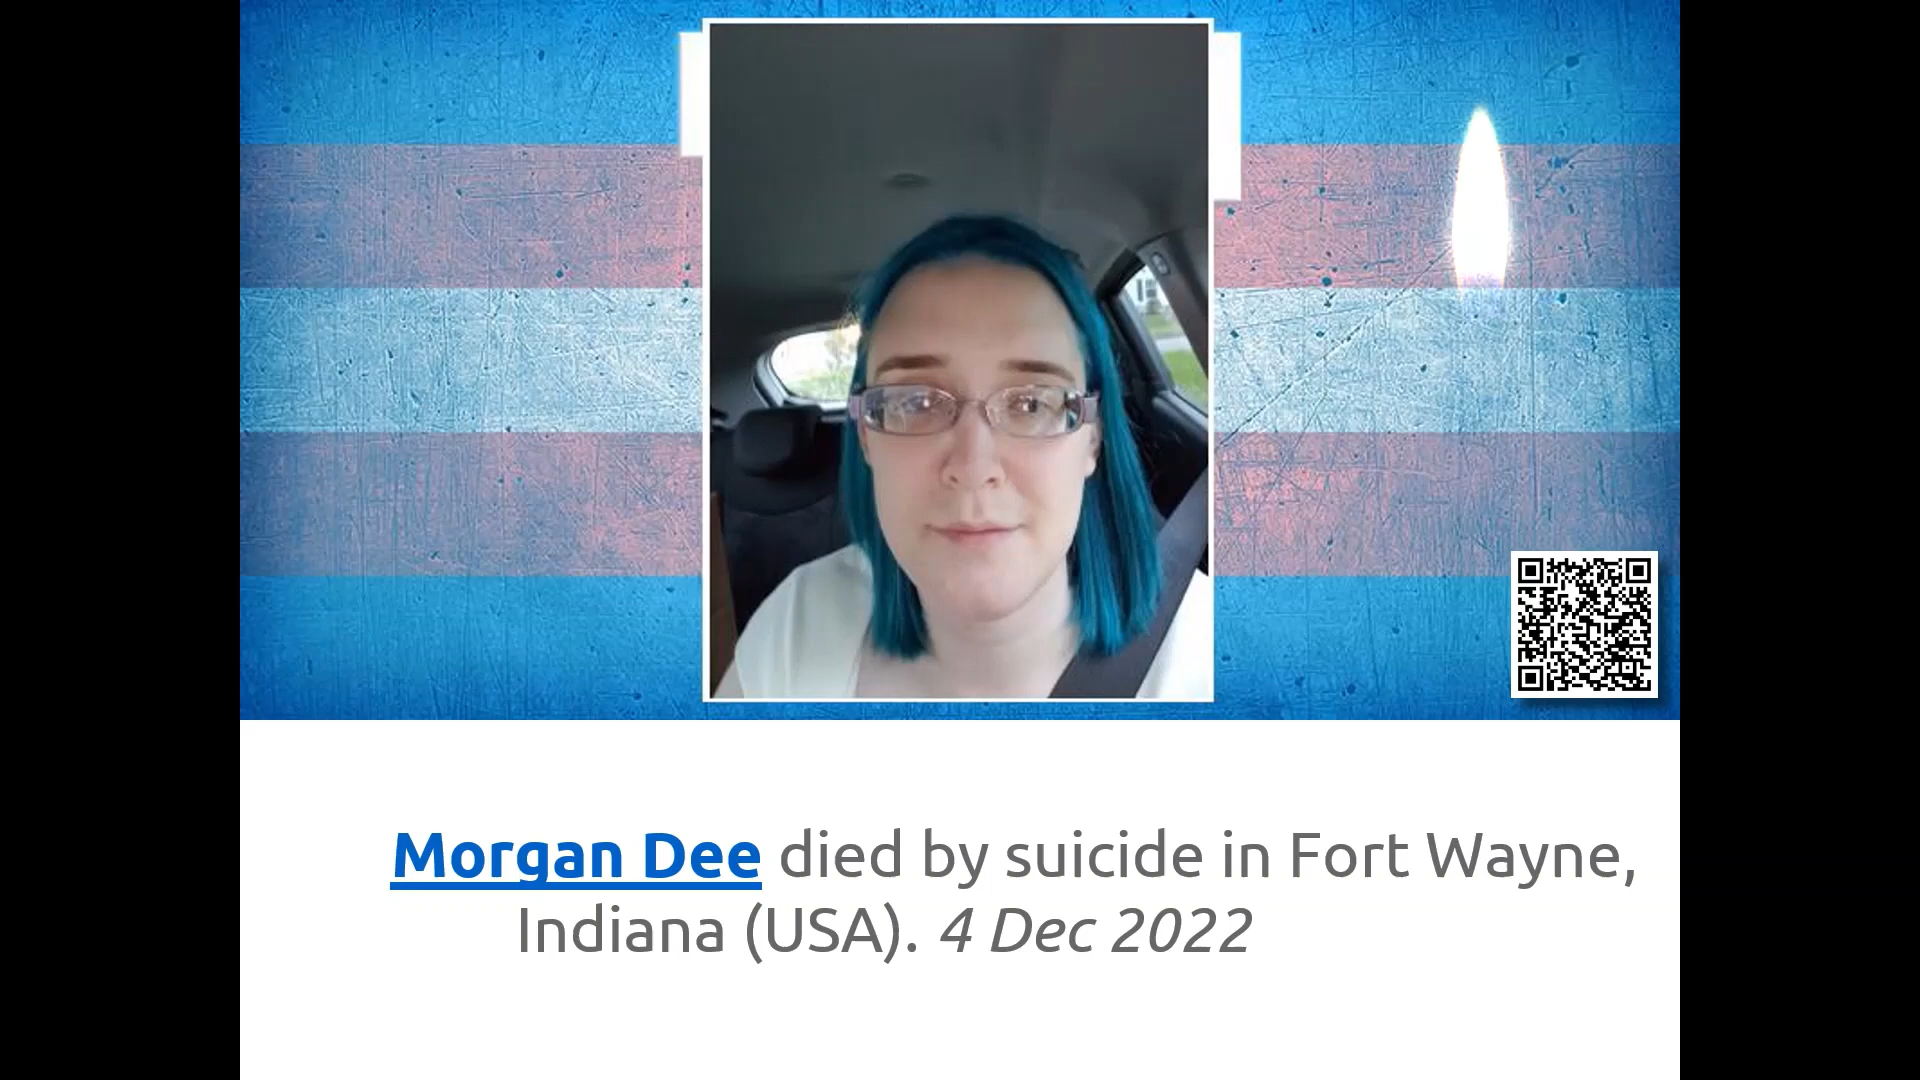 Morgan Dee died by suicide in Fort Wayne,
Indiana (USA). 4 Dec 2022